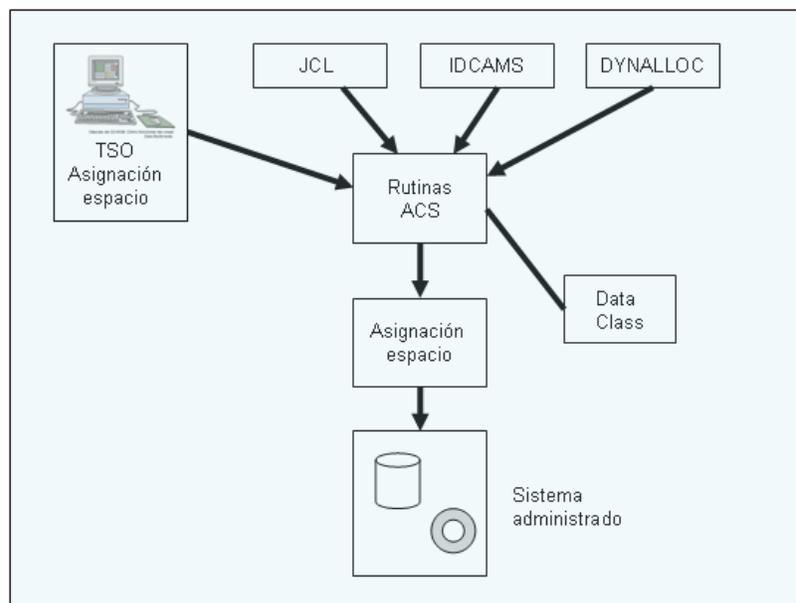 JCL
IDCAMS
DYNALLOC
TSO
Asignación
espacio
Rutinas
ACS
Data
Class
Asignación
espacio
Sistema
administrado